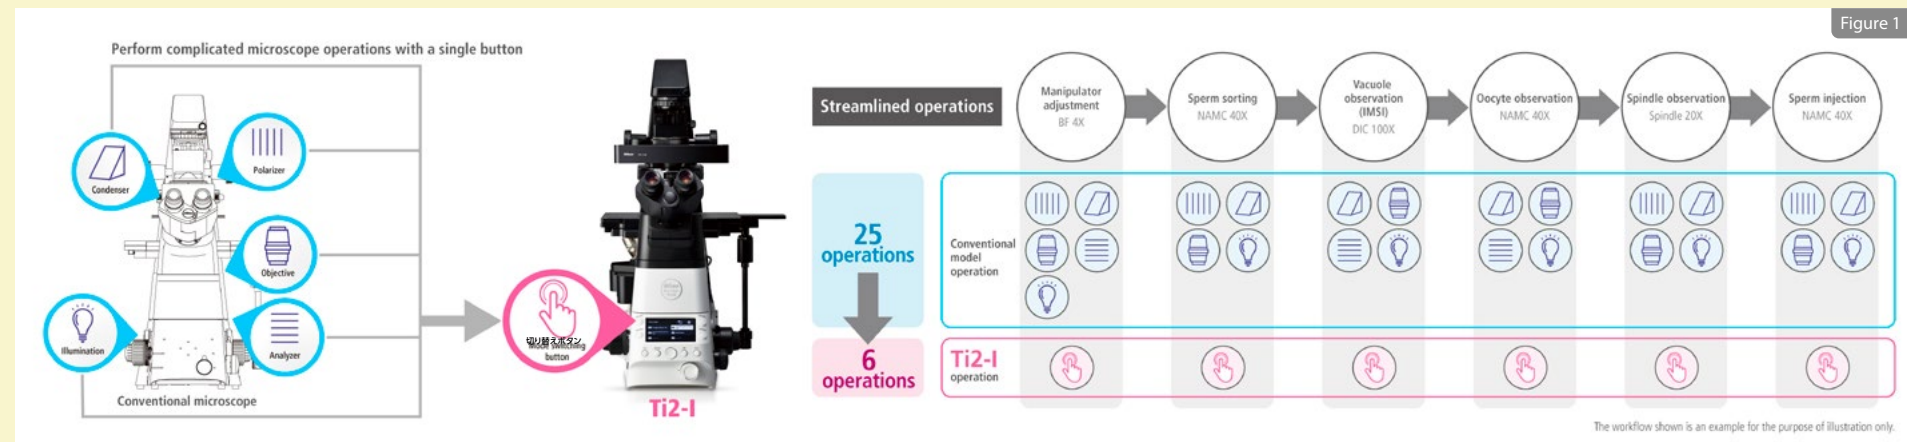 Figure 1
Perform complicated microscope operations with a single button
Condenser
Polarizer
Objective
Illumination
Analyzer
Conventional microscope
切り替えボタン
button
Ti2-I
Streamlined operations
Manipulator
adjustment
BF 4X
Sperm sorting
NAMC 40X
Vacuole
observation
(IMSI)
DIC 100X
Oocyte observation
NAMC 40X
Spindle observation
Spindle 20X
Sperm injection
NAMC 40X
25
operations
Conventional
model
operation
6
operations
Ti2-I
operation
The workflow shown is an example for the purpose of illustration only.